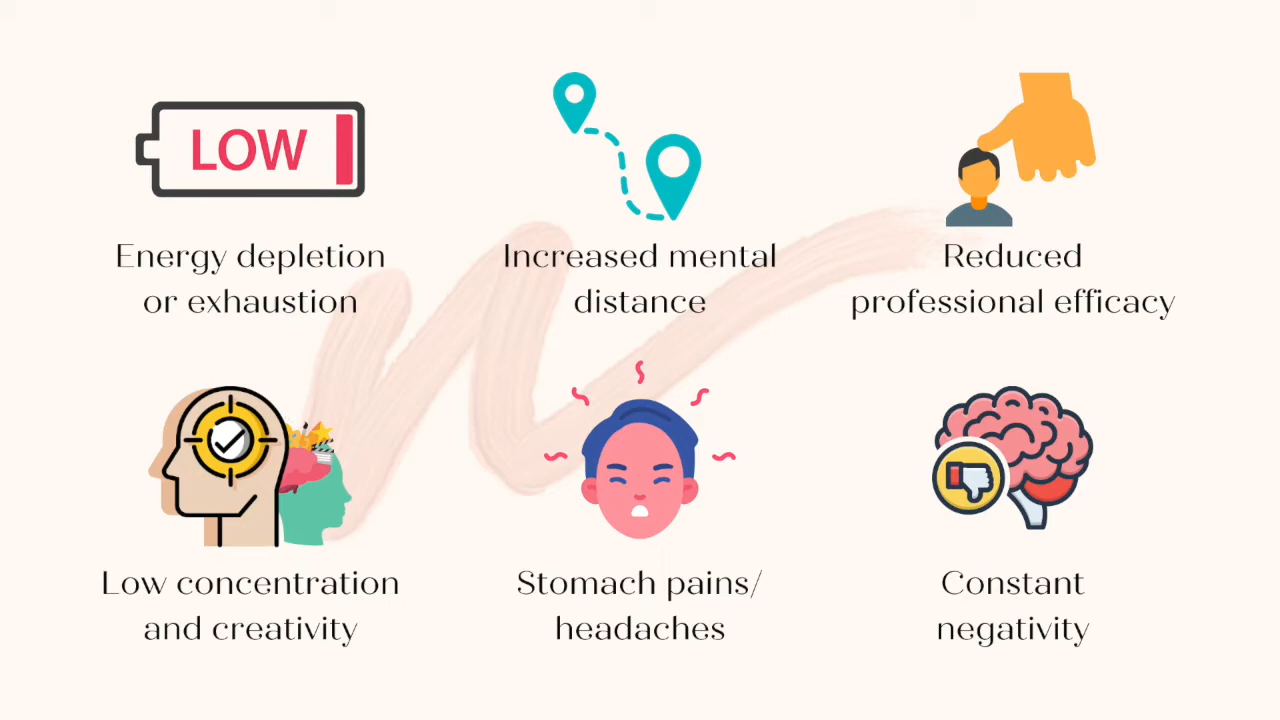 LOW
Energy depletion
or exhaustion
Increased mental
distance
Reduced
professional efficacy
Low concentration
and creativity
Stomach pains/
headaches
Constant
negativity